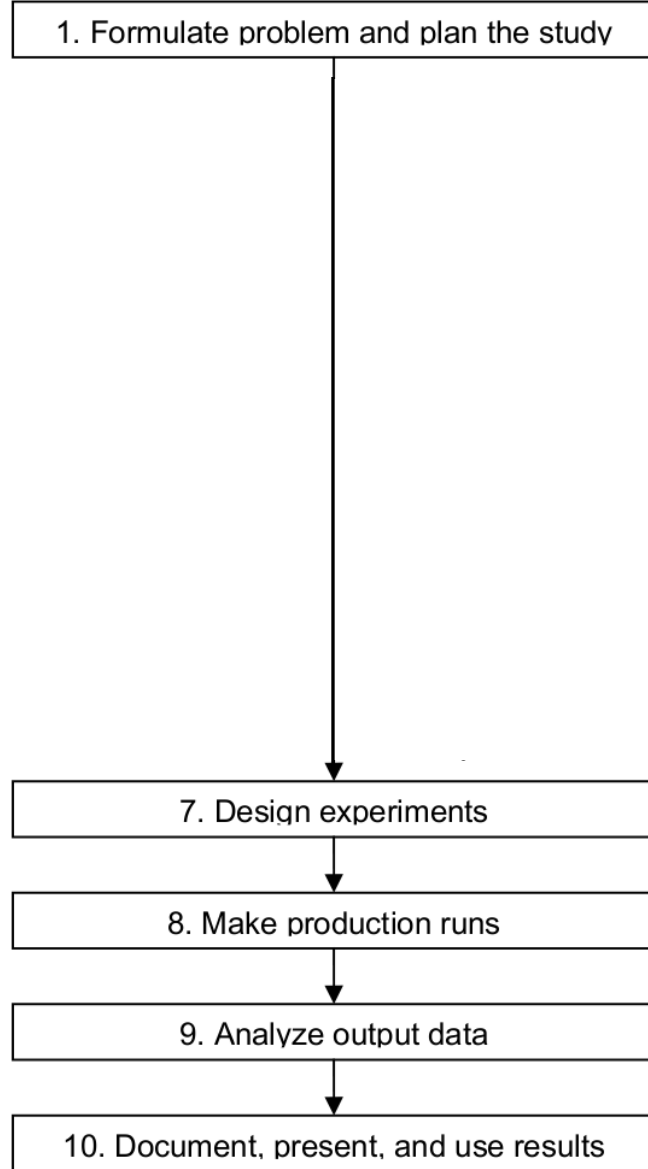 1. Formulate problem and plan the study
7. Design experiments
8. Make production runs
9. Analyze output data
10. Document, present, and use results